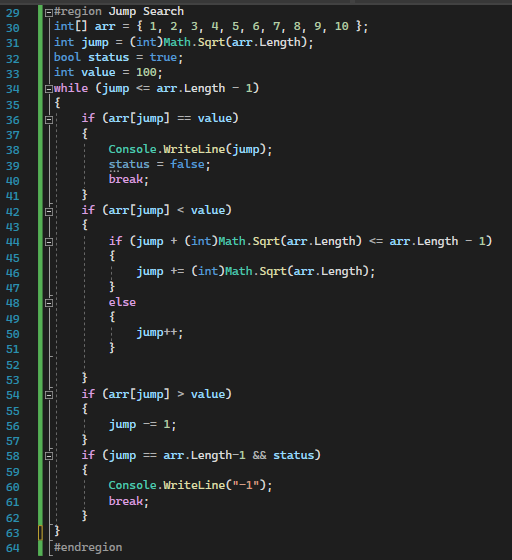 29 #region Jump Search
30 int[] arr = { 1, 2, 3, 4, 5, 6, 7, 8, 9, 10 };
31 int jump = (int)Math.Sqrt(arr.Length);
32 bool status = true;
33 int value = 100;
34 while (jump <= arr.Length - 1)
35 {
36     if (arr[jump] == value)
37     {
38         Console.WriteLine(jump);
39         status = false;
40         break;
41     }
42     if (arr[jump] < value)
43     {
44         if (jump + (int)Math.Sqrt(arr.Length) <= arr.Length - 1)
45         {
46             jump += (int)Math.Sqrt(arr.Length);
47         }
48         else
49         {
50             jump++;
51         }
52
53     }
54     if (arr[jump] > value)
55     {
56         jump -= 1;
57     }
58     if (jump == arr.Length-1 && status)
59     {
60         Console.WriteLine("-1");
61         break;
62     }
63 }
64 #endregion